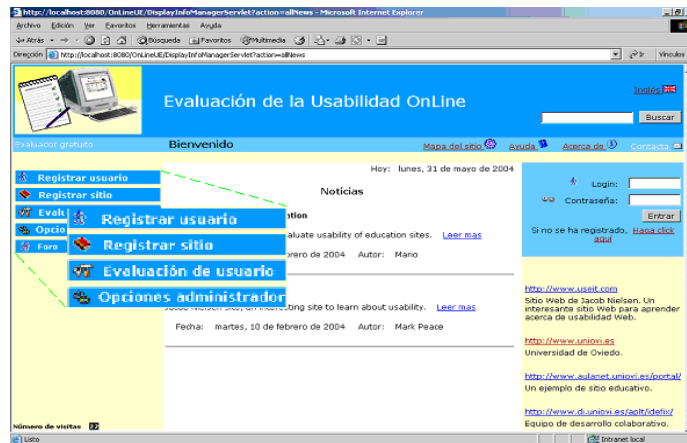 http://localhost:8080/OnLineUE/DisplayInfoManagerServlet?action=allNews - Microsoft Internet Explorer
Archivo Edición Ver Favoritos Herramientas Ayuda
Atrás Búsqueda Favoritos Multimedia
Dirección http://localhost:8080/OnLineUE/DisplayInfoManagerServlet?action=allNews Ir Vínculos
Evaluación de la Usabilidad OnLine
Inglés
Buscar
Evaluador gratuito Bienvenido Mapa del sitio Ayuda Acerca de Contacta
Registrar usuario
Registrar sitio
Evalu
Opcio
Foro
Registrar usuario
Registrar sitio
Evaluación de usuario
Opciones administrador
Hoy: lunes, 31 de mayo de 2004
Noticias
ption
aluate usability of education sites. Leer mas
brero de 2004 Autor: Mario
Jacob Nielsen site, an interesting site to learn about usability. Leer mas
Fecha: martes, 10 de febrero de 2004 Autor: Mark Peace
Login:
Contraseña:
Entrar
Si no se ha registrado, Haga click
aquí
http://www.useit.com
Sitio Web de Jacob Nielsen. Un
interesante sitio Web para aprender
acerca de usabilidad Web.
http://www.uniovi.es
Universidad de Oviedo.
http://www.aulanet.uniovi.es/portal/
Un ejemplo de sitio educativo.
http://www.di.uniovi.es/aplt/idefix/
Equipo de desarrollo colaborativo.
Número de visitas
Listo Intranet local